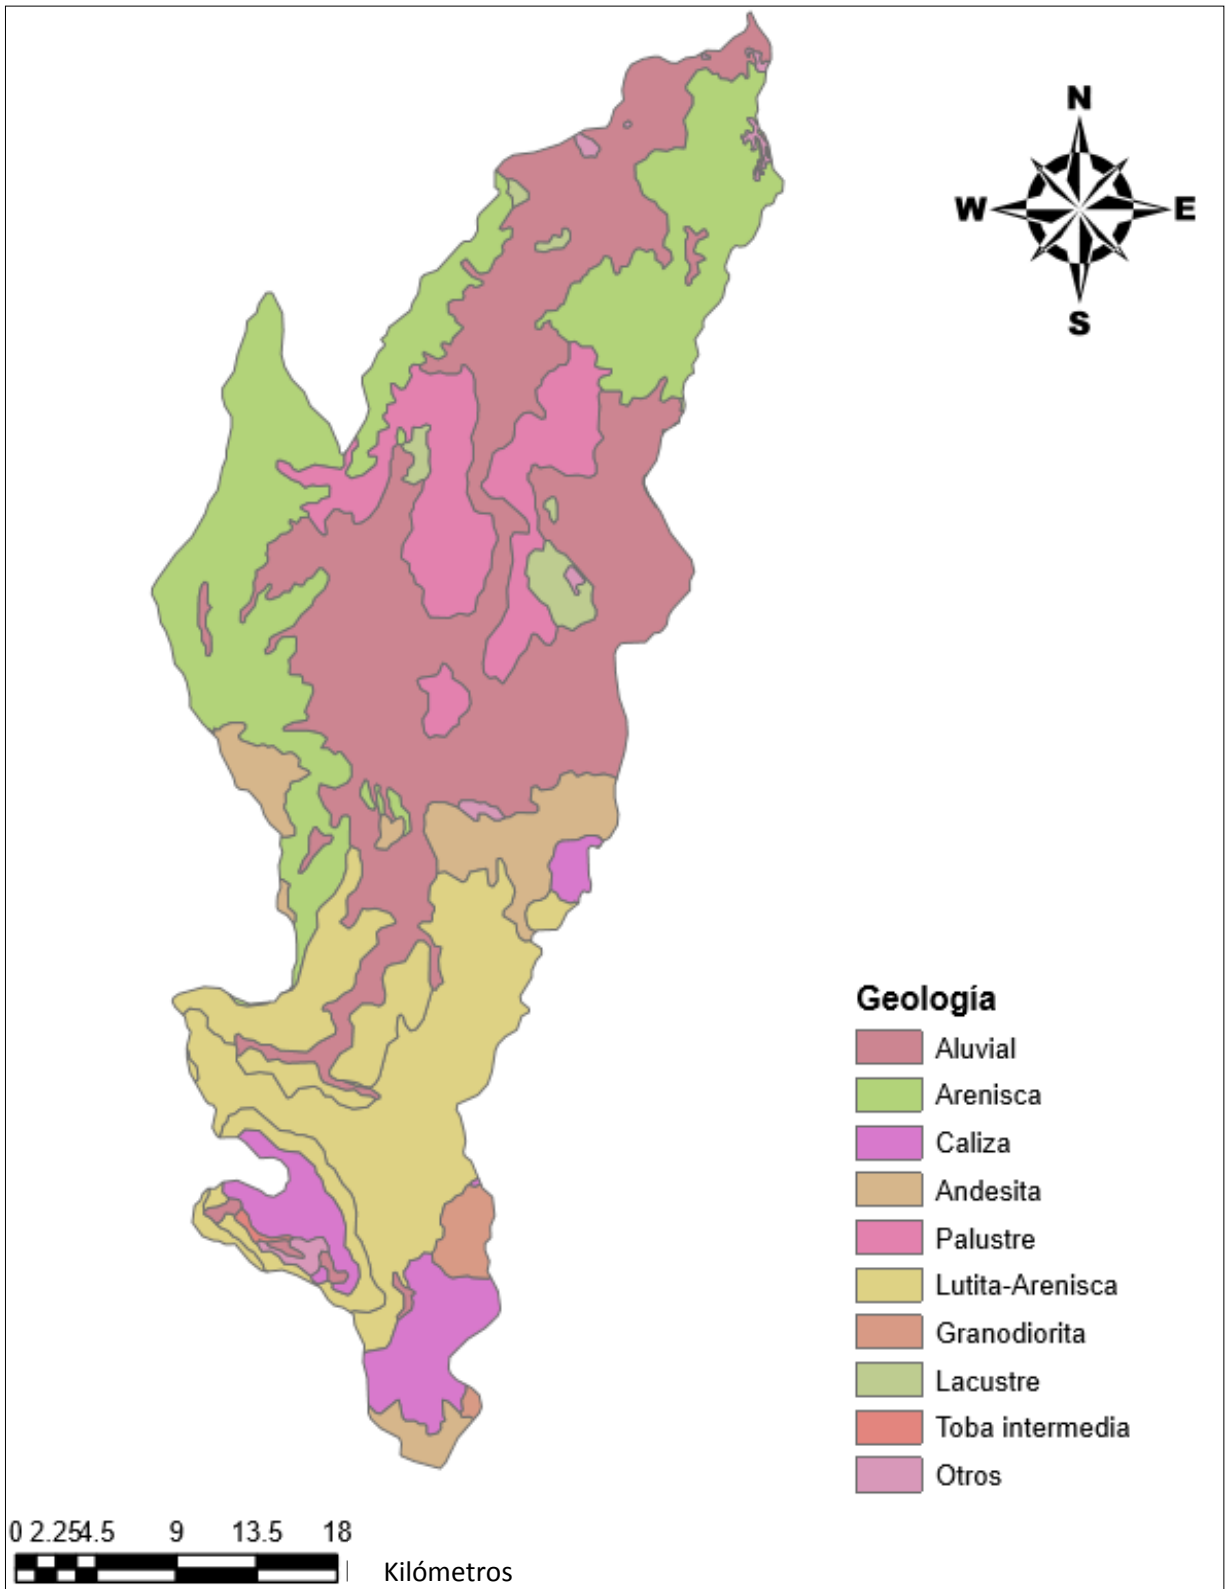 N
W E
S
Geología
Aluvial
Arenisca
Caliza
Andesita
Palustre
Lutita-Arenisca
Granodiorita
Lacustre
Toba intermedia
Otros
0 2.254.5 9 13.5 18
Kilómetros